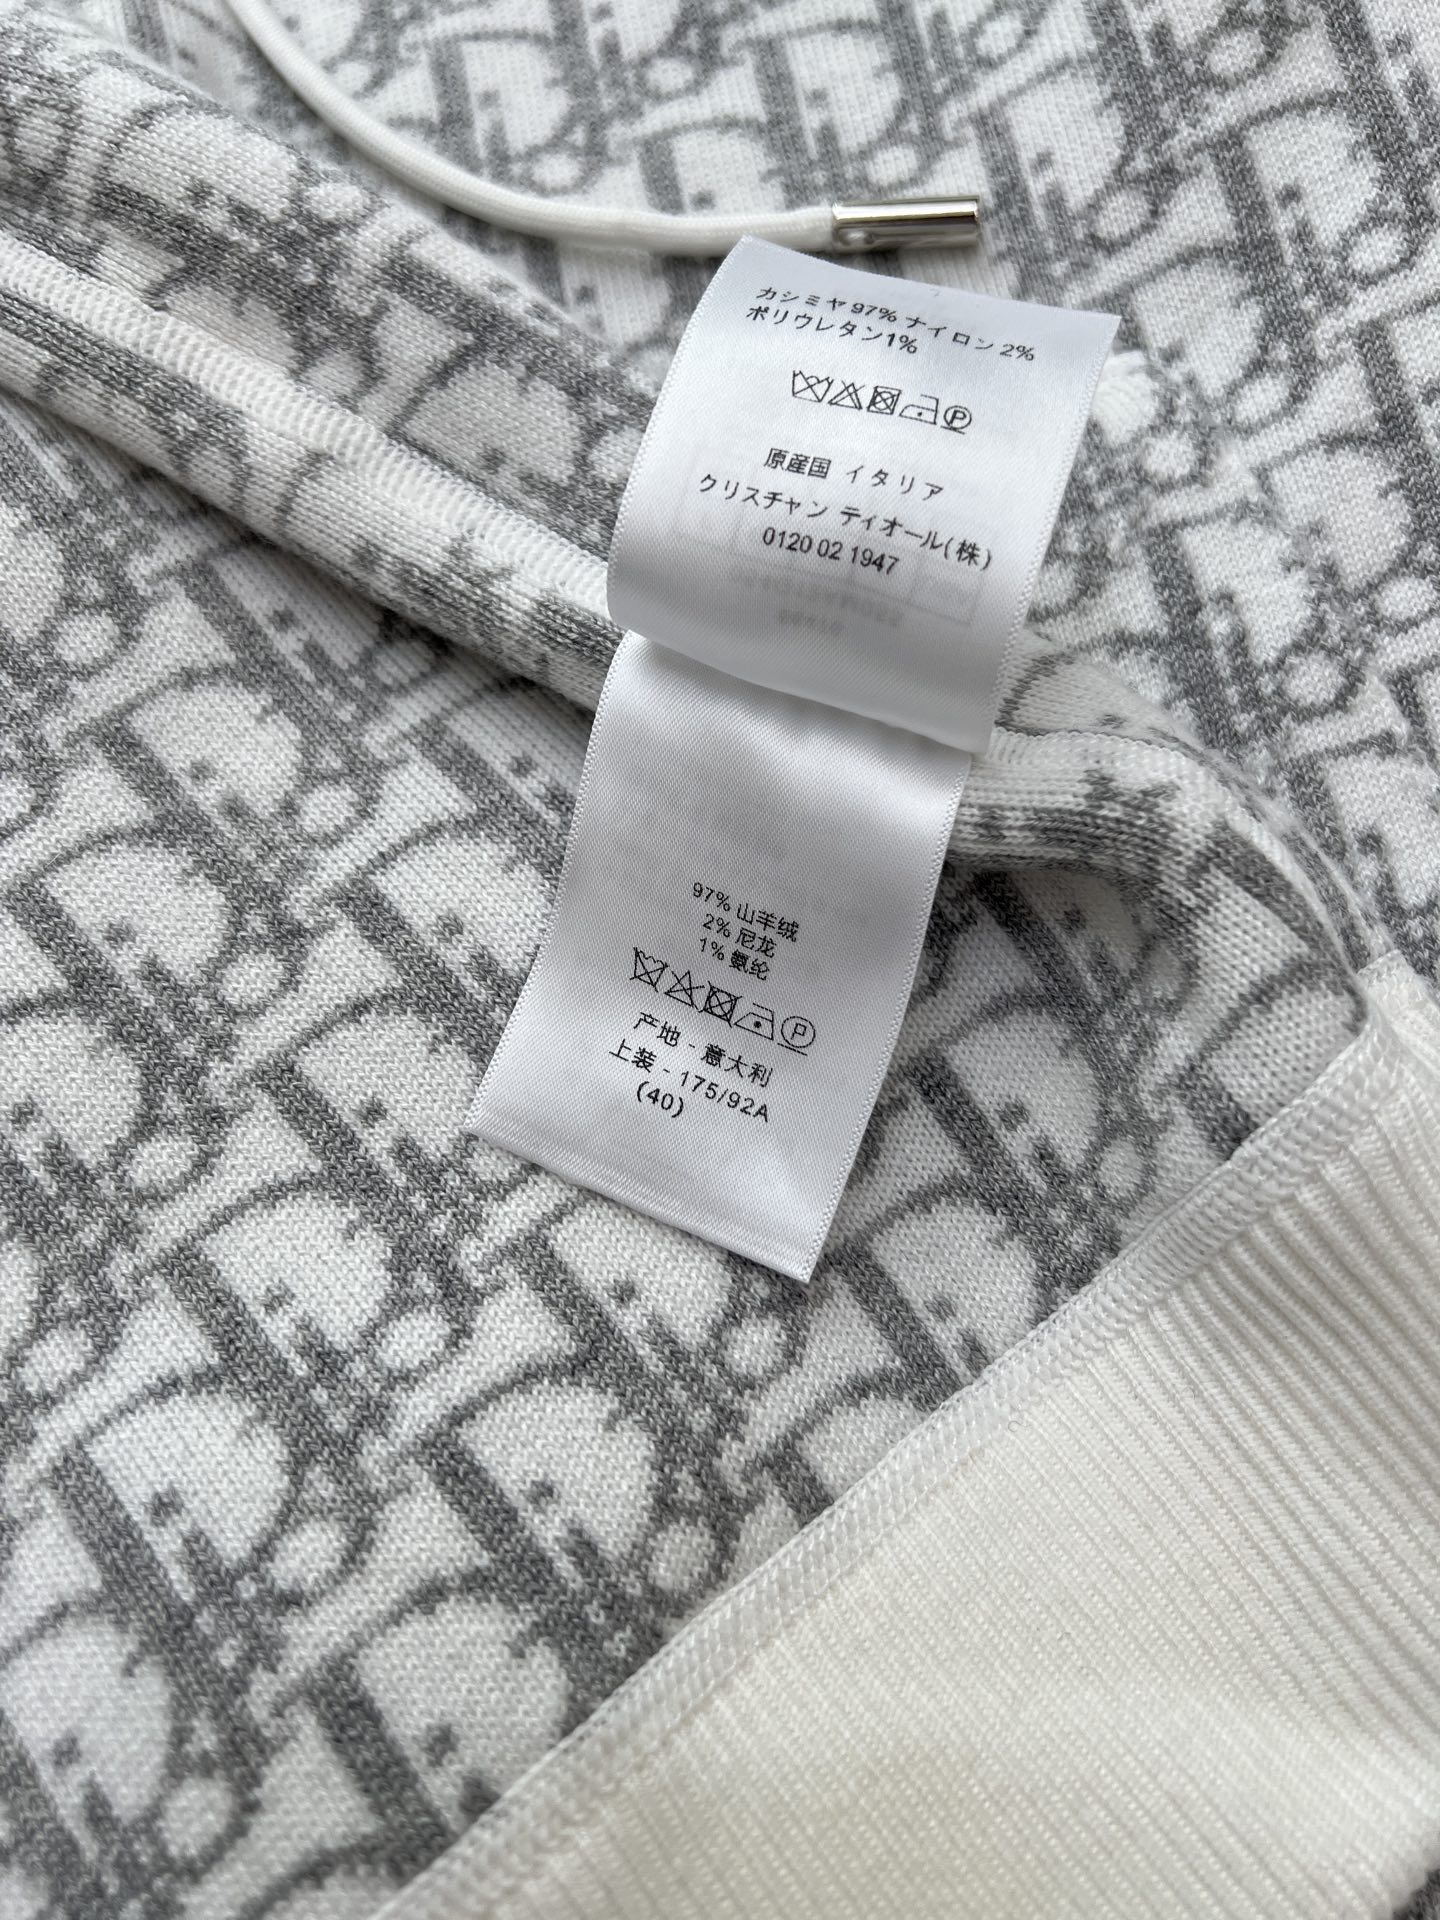 カシミヤ 97% ナイロン 2%
ポリウレタン1%
P
原産国 イタリア
クリスチャン ディオール(株)
0120 02 1947
97% 山羊绒
2% 尼龙
1% 氨纶
P
产地 - 意大利
上装 - 175/92A
(40)